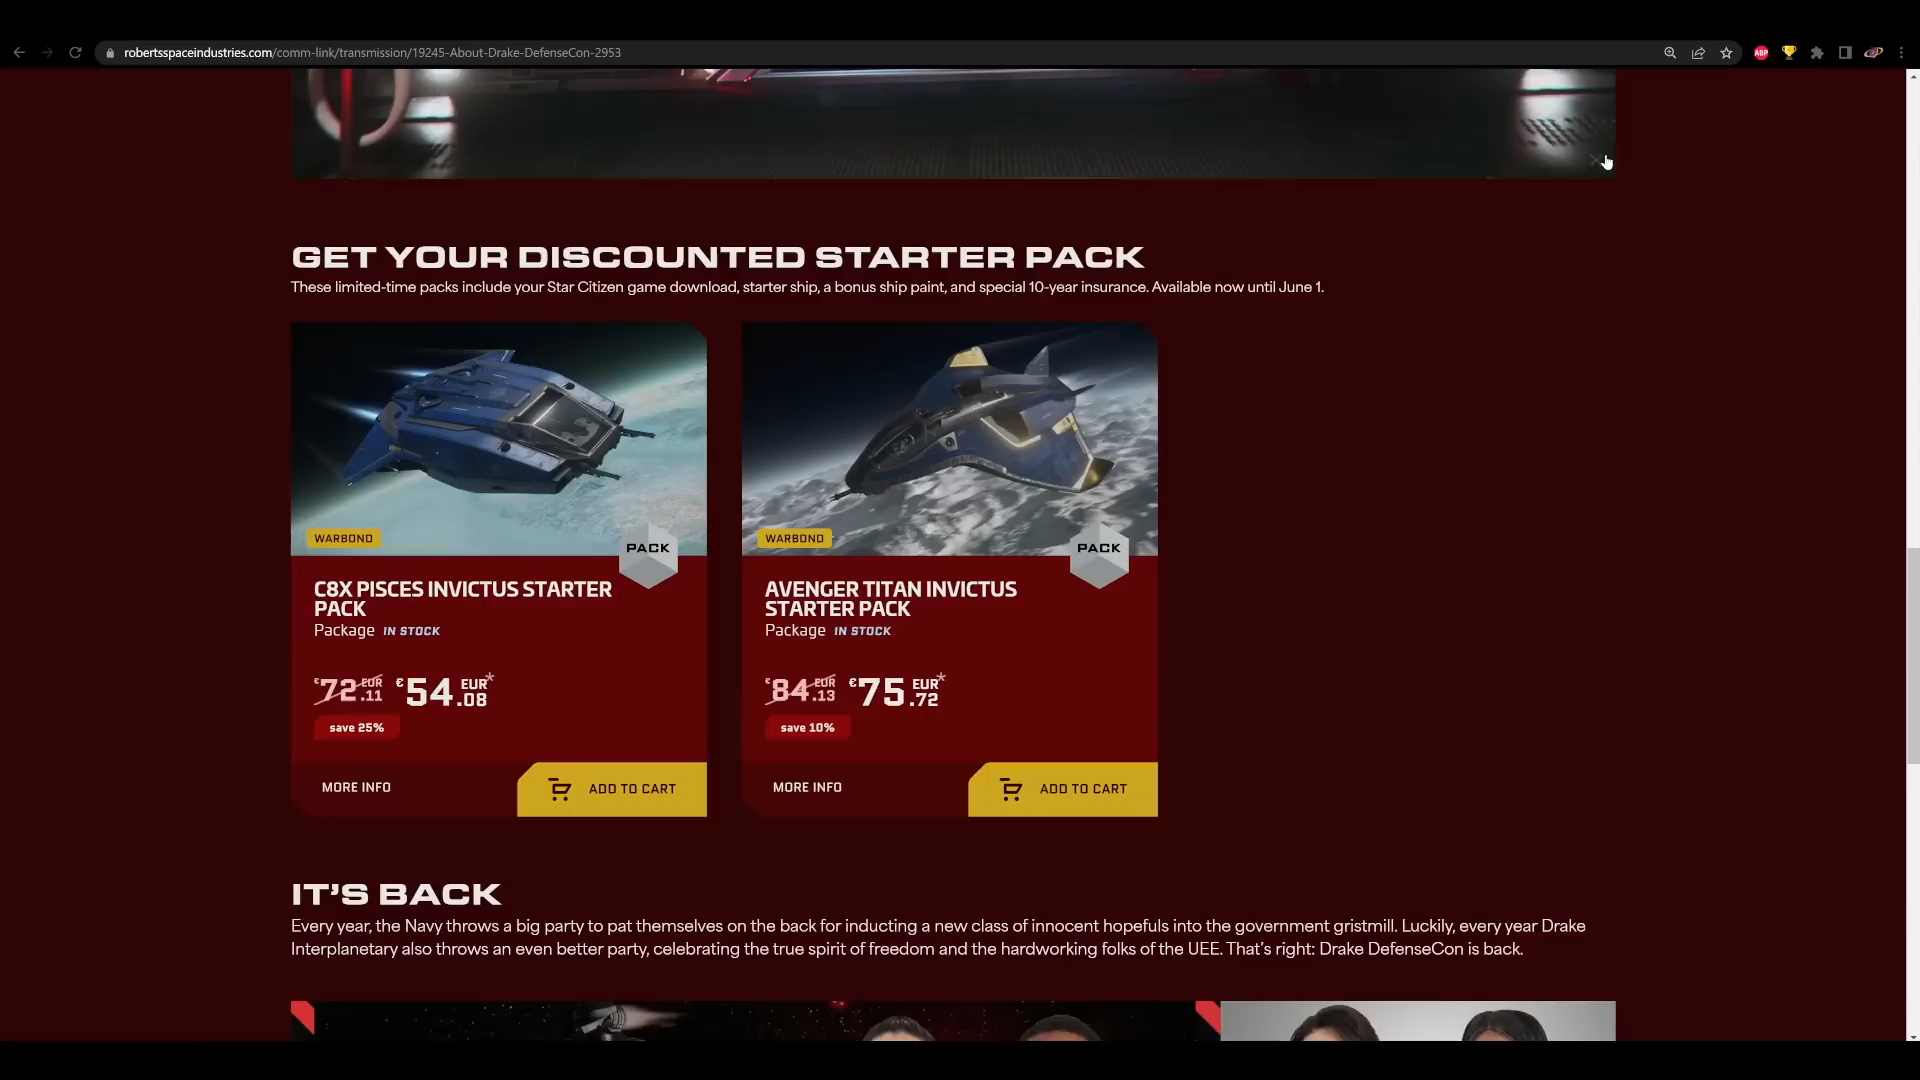 robertsspaceindustries.com/comm-link/transmission/19245-About-Drake-DefenseCon-2953
ABP
GET YOUR DISCOUNTED STARTER PACK
These limited-time packs include your Star Citizen game download, starter ship, a bonus ship paint, and special 10-year insurance. Available now until June 1.
WARBOND
PACK
C8X PISCES INVICTUS STARTER
PACK
Package IN STOCK
€72.11 EUR €54.08 EUR*
save 25%
MORE INFO
ADD TO CART
WARBOND
PACK
AVENGER TITAN INVICTUS
STARTER PACK
Package IN STOCK
€84.13 EUR €75.72 EUR*
save 10%
MORE INFO
ADD TO CART
IT'S BACK
Every year, the Navy throws a big party to pat themselves on the back for inducting a new class of innocent hopefuls into the government gristmill. Luckily, every year Drake
Interplanetary also throws an even better party, celebrating the true spirit of freedom and the hardworking folks of the UEE. That's right: Drake DefenseCon is back.